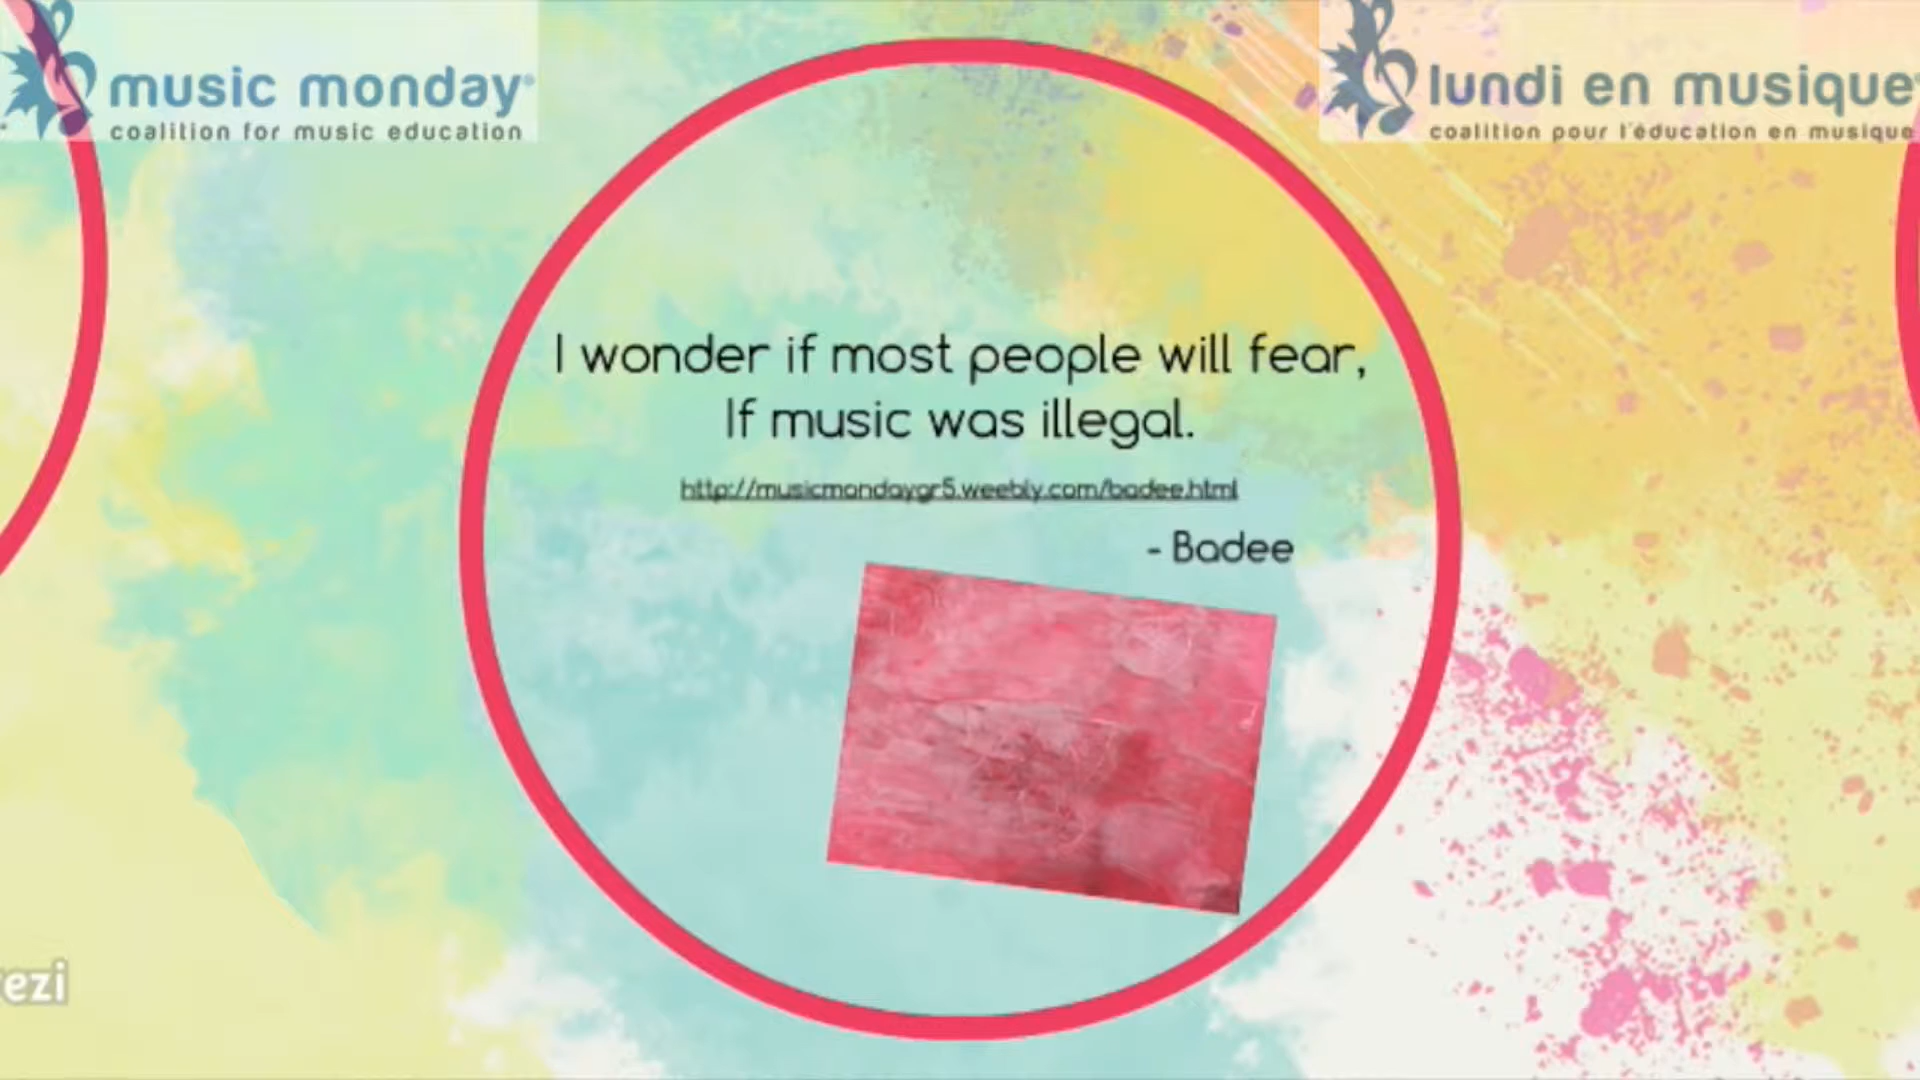 music monday®
coalition for music education
lundi en musique
coalition pour l'éducation en musique
I wonder if most people will fear,
If music was illegal.
http://musicmondaygr5.weebly.com/badee.html
- Badee
ezi